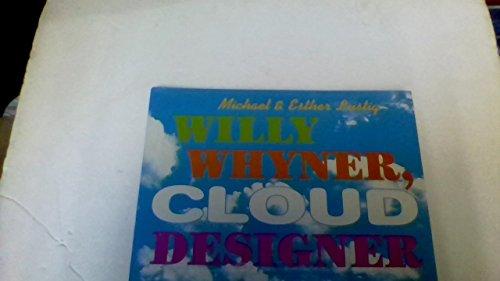 Michael & Esther Lustig
WILLY
WHYNER,
CLOUD
DESIGNER